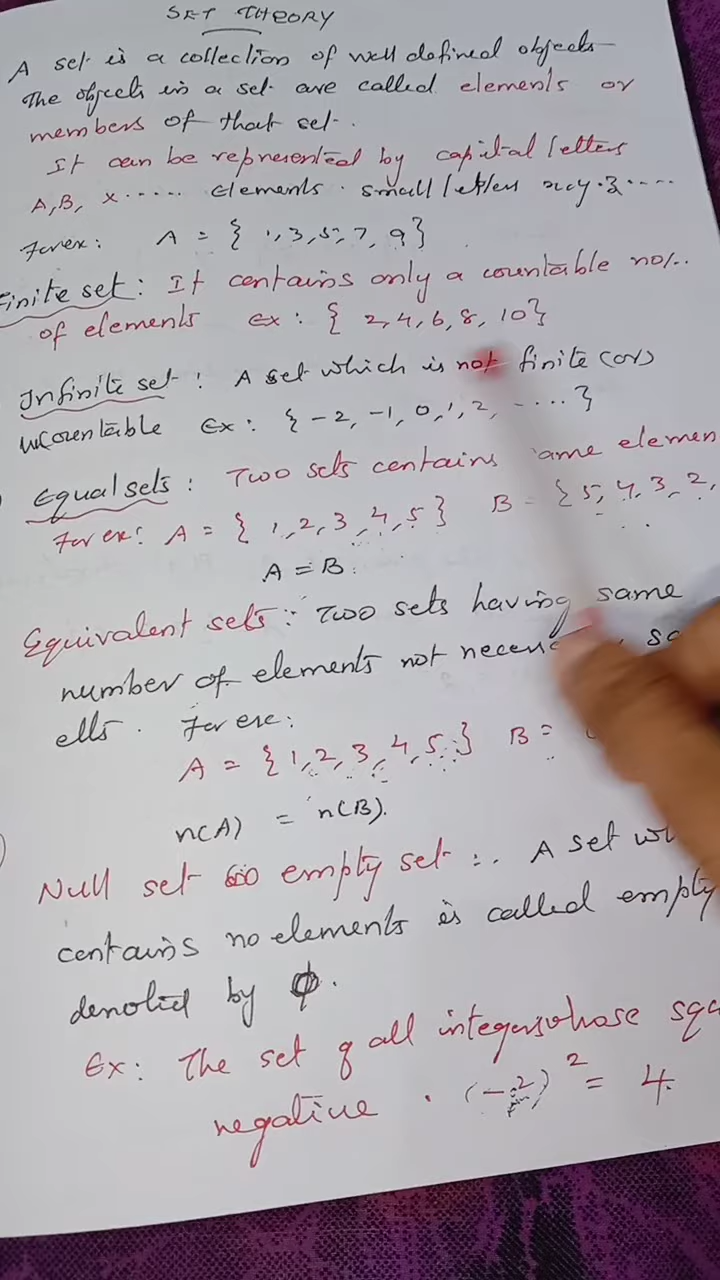 SET THEORY
A set is a collection of well defined objects
The objects in a set are called elements or
members of that set.
It can be represented by capital letters
A, B, X ..... elements. small letters x, y, z ....
For ex: A = { 1, 3, 5, 7, 9 }
Finite set : It contains only a countable no/..
of elements ex : { 2, 4, 6, 8, 10 }
Infinite set : A set which is not finite (or)
uncountable Ex : { -2, -1, 0, 1, 2, ..... }
Equal sets : Two sets contains same elemen
For ex: A = { 1, 2, 3, 4, 5 } B = { 5, 4, 3, 2,
A = B.
Equivalent sets : Two sets having same
number of elements not
ells. For ex:
A = { 1, 2, 3, 4, 5 } B =
n(A) = n(B).
Null set empty set :. A set
contains no elements is called empty
denoted by ϕ.
Ex: The set of all integers whose squa
negative . (-2)² = 4.